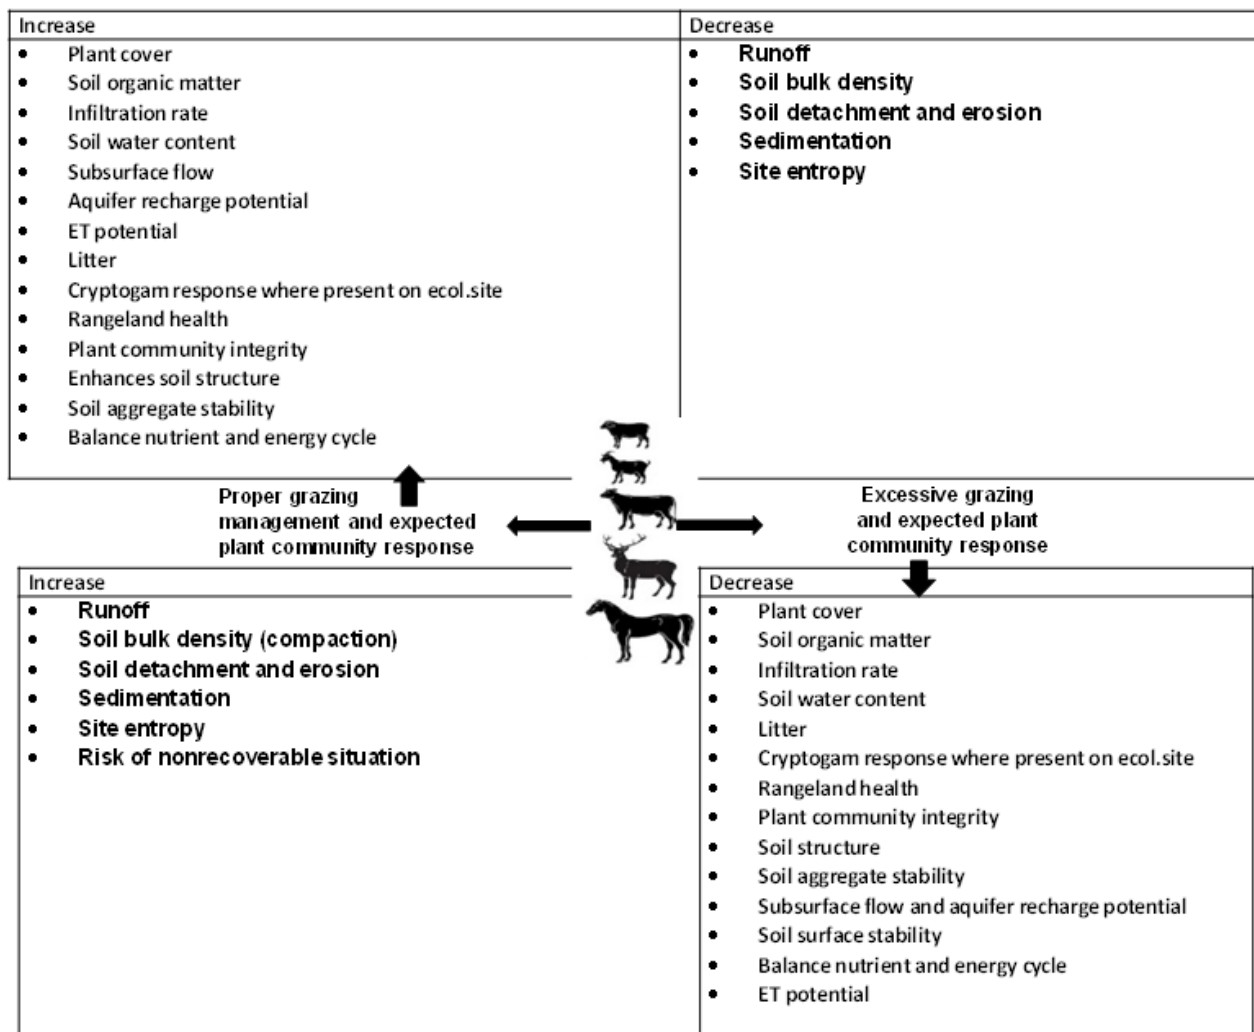 Increase
• Plant cover
• Soil organic matter
• Infiltration rate
• Soil water content
• Subsurface flow
• Aquifer recharge potential
• ET potential
• Litter
• Cryptogam response where present on ecol.site
• Rangeland health
• Plant community integrity
• Enhances soil structure
• Soil aggregate stability
• Balance nutrient and energy cycle
Decrease
• Runoff
• Soil bulk density
• Soil detachment and erosion
• Sedimentation
• Site entropy
Proper grazing
management and expected
plant community response
Excessive grazing
and expected plant
community response
Increase
• Runoff
• Soil bulk density (compaction)
• Soil detachment and erosion
• Sedimentation
• Site entropy
• Risk of nonrecoverable situation
Decrease
• Plant cover
• Soil organic matter
• Infiltration rate
• Soil water content
• Litter
• Cryptogam response where present on ecol.site
• Rangeland health
• Plant community integrity
• Soil structure
• Soil aggregate stability
• Subsurface flow and aquifer recharge potential
• Soil surface stability
• Balance nutrient and energy cycle
• ET potential